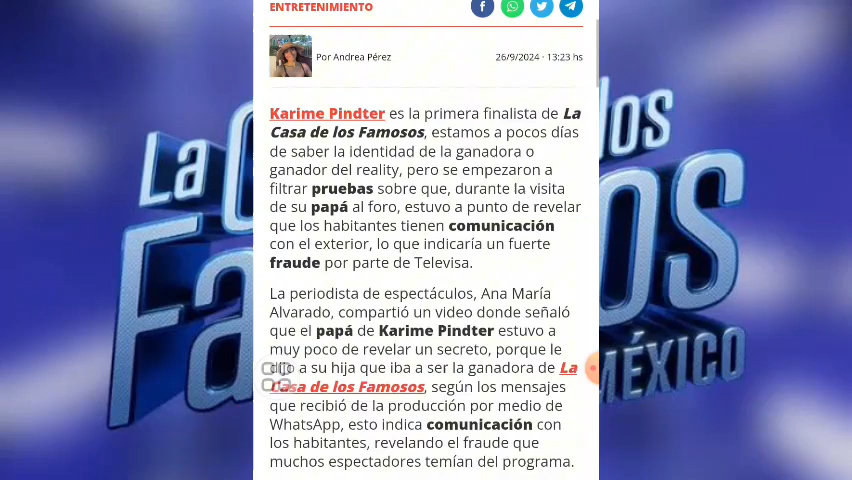 ENTRETENIMIENTO
Por Andrea Pérez
26/9/2024 · 13:23 hs
Karime Pindter es la primera finalista de La
Casa de los Famosos, estamos a pocos días
de saber la identidad de la ganadora o
ganador del reality, pero se empezaron a
filtrar pruebas sobre que, durante la visita
de su papá al foro, estuvo a punto de revelar
que los habitantes tienen comunicación
con el exterior, lo que indicaría un fuerte
fraude por parte de Televisa.
La periodista de espectáculos, Ana María
Alvarado, compartió un video donde señaló
que el papá de Karime Pindter estuvo a
muy poco de revelar un secreto, porque le
dijo a su hija que iba a ser la ganadora de La
Casa de los Famosos, según los mensajes
que recibió de la producción por medio de
WhatsApp, esto indica comunicación con
los habitantes, revelando el fraude que
muchos espectadores temían del programa.
La
los
MÉXICO